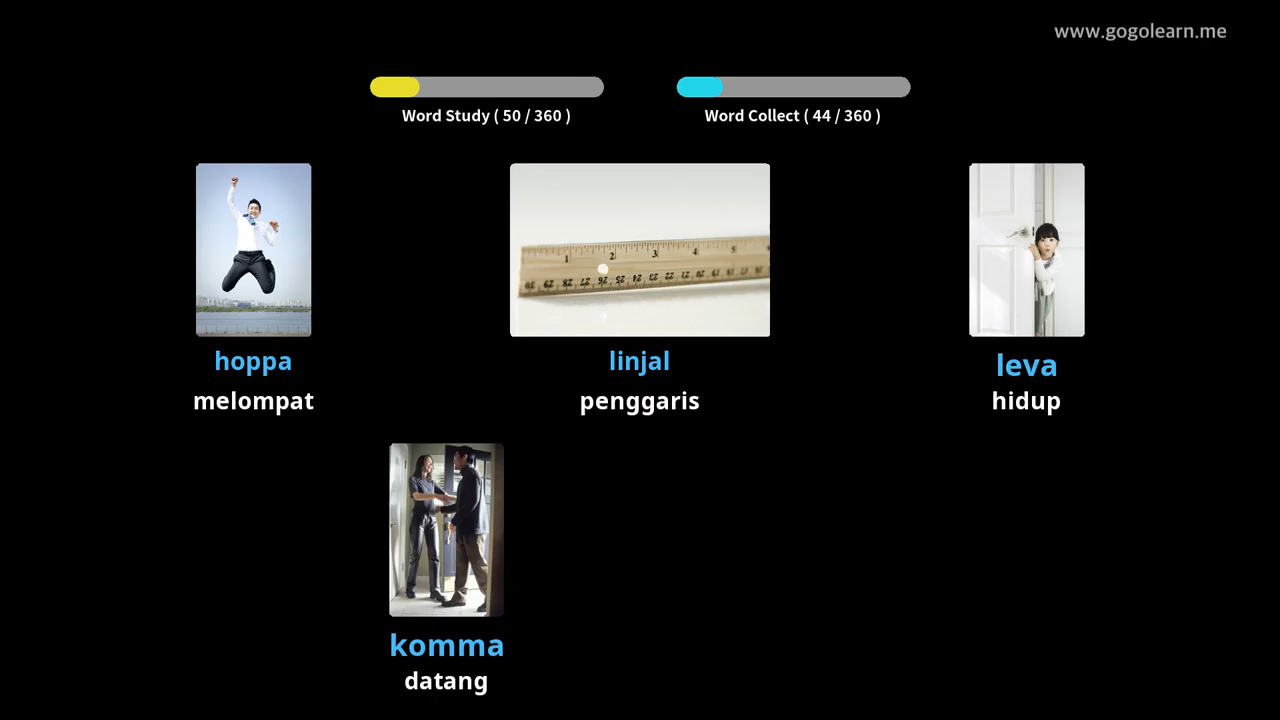 www.gogolearn.me
Word Study ( 50 / 360 )
Word Collect ( 44 / 360 )
hoppa
melompat
linjal
penggaris
leva
hidup
komma
datang